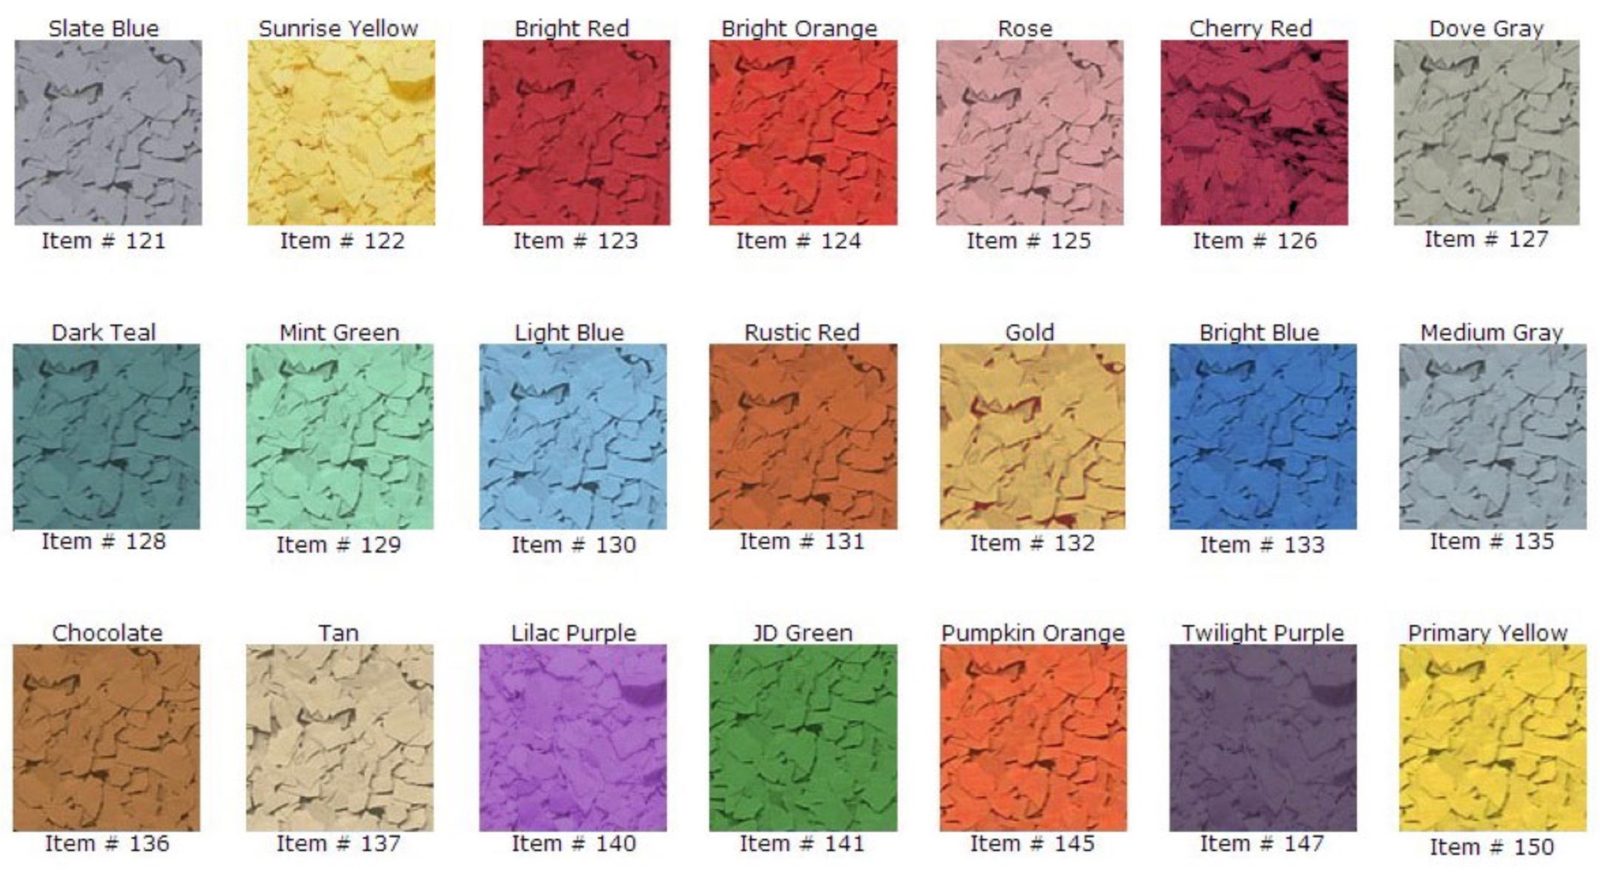 Slate Blue
Sunrise Yellow
Bright Red
Bright Orange
Rose
Cherry Red
Dove Gray
Item # 121
Item # 122
Item # 123
Item # 124
Item # 125
Item # 126
Item # 127
Dark Teal
Mint Green
Light Blue
Rustic Red
Gold
Bright Blue
Medium Gray
Item # 128
Item # 129
Item # 130
Item # 131
Item # 132
Item # 133
Item # 135
Chocolate
Tan
Lilac Purple
JD Green
Pumpkin Orange
Twilight Purple
Primary Yellow
Item # 136
Item # 137
Item # 140
Item # 141
Item # 145
Item # 147
Item # 150